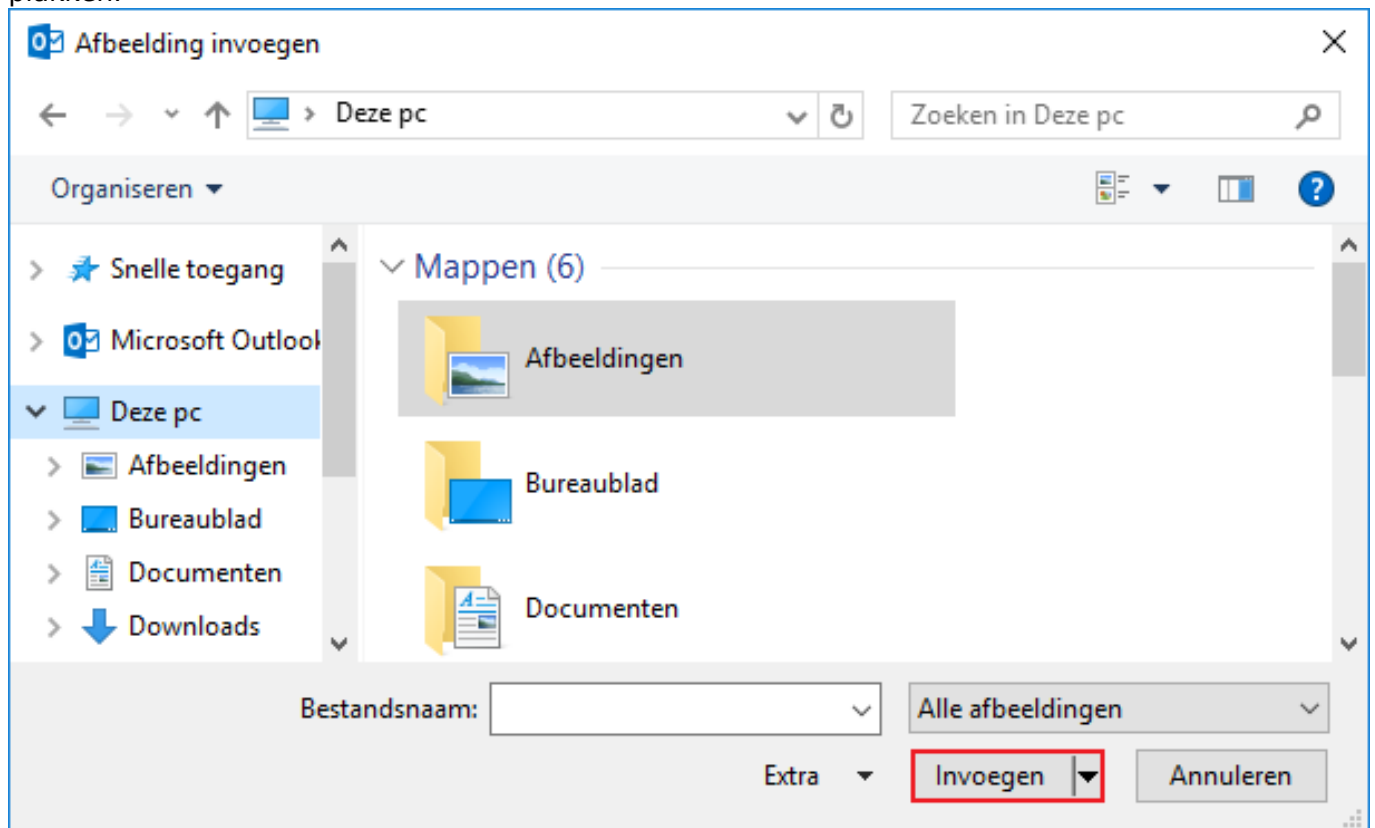 plakken.
Afbeelding invoegen
Deze pc
Zoeken in Deze pc
Organiseren
Snelle toegang
Microsoft Outlook
Deze pc
Afbeeldingen
Bureaublad
Documenten
Downloads
Mappen (6)
Afbeeldingen
Bureaublad
Documenten
Bestandsnaam:
Alle afbeeldingen
Extra
Invoegen
Annuleren